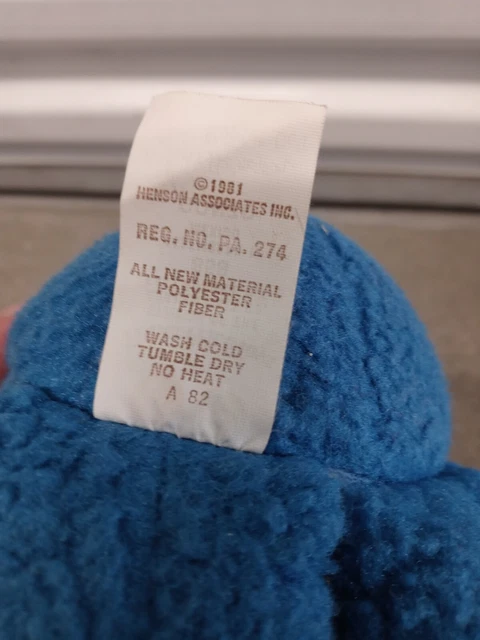 ©1981
HENSON ASSOCIATES INC.
REG. NO. PA. 274
ALL NEW MATERIAL
POLYESTER
FIBER
WASH COLD
TUMBLE DRY
NO HEAT
A 82